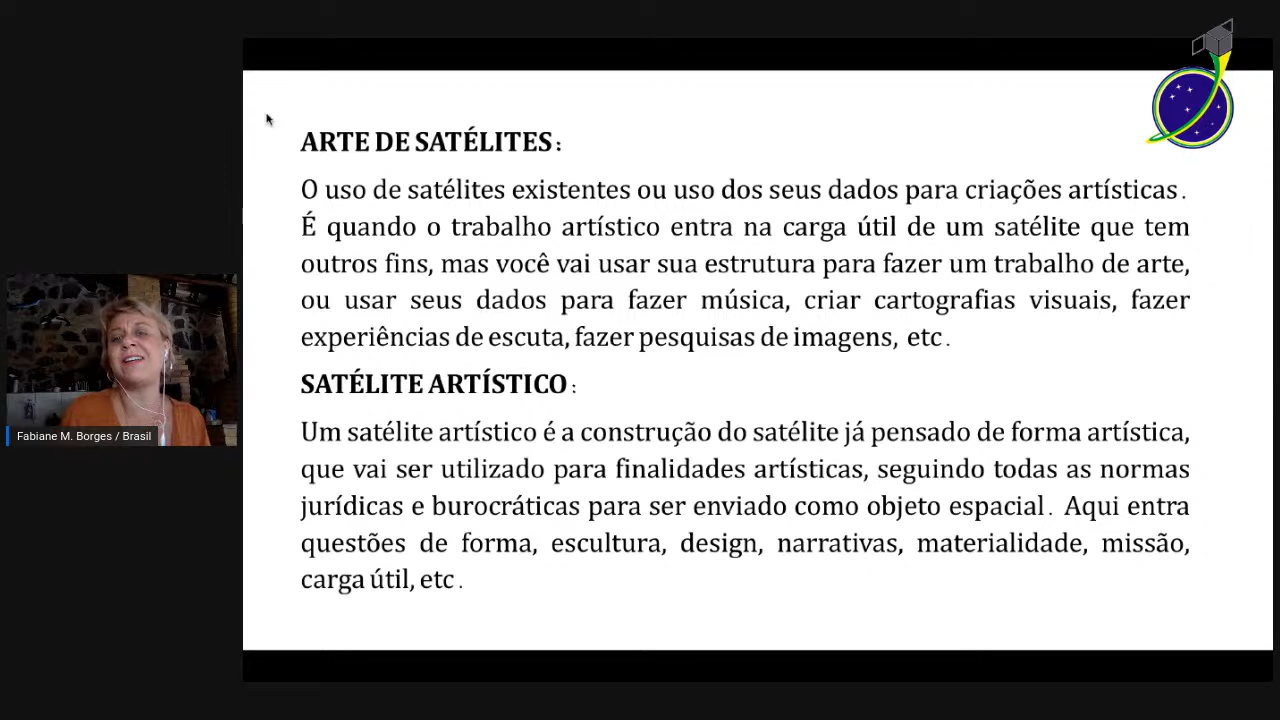 ARTE DE SATÉLITES:
O uso de satélites existentes ou uso dos seus dados para criações artísticas.
É quando o trabalho artístico entra na carga útil de um satélite que tem
outros fins, mas você vai usar sua estrutura para fazer um trabalho de arte,
ou usar seus dados para fazer música, criar cartografias visuais, fazer
experiências de escuta, fazer pesquisas de imagens, etc.
SATÉLITE ARTÍSTICO:
Um satélite artístico é a construção do satélite já pensado de forma artística,
que vai ser utilizado para finalidades artísticas, seguindo todas as normas
jurídicas e burocráticas para ser enviado como objeto espacial. Aqui entra
questões de forma, escultura, design, narrativas, materialidade, missão,
carga útil, etc.
Fabiane M. Borges / Brasil